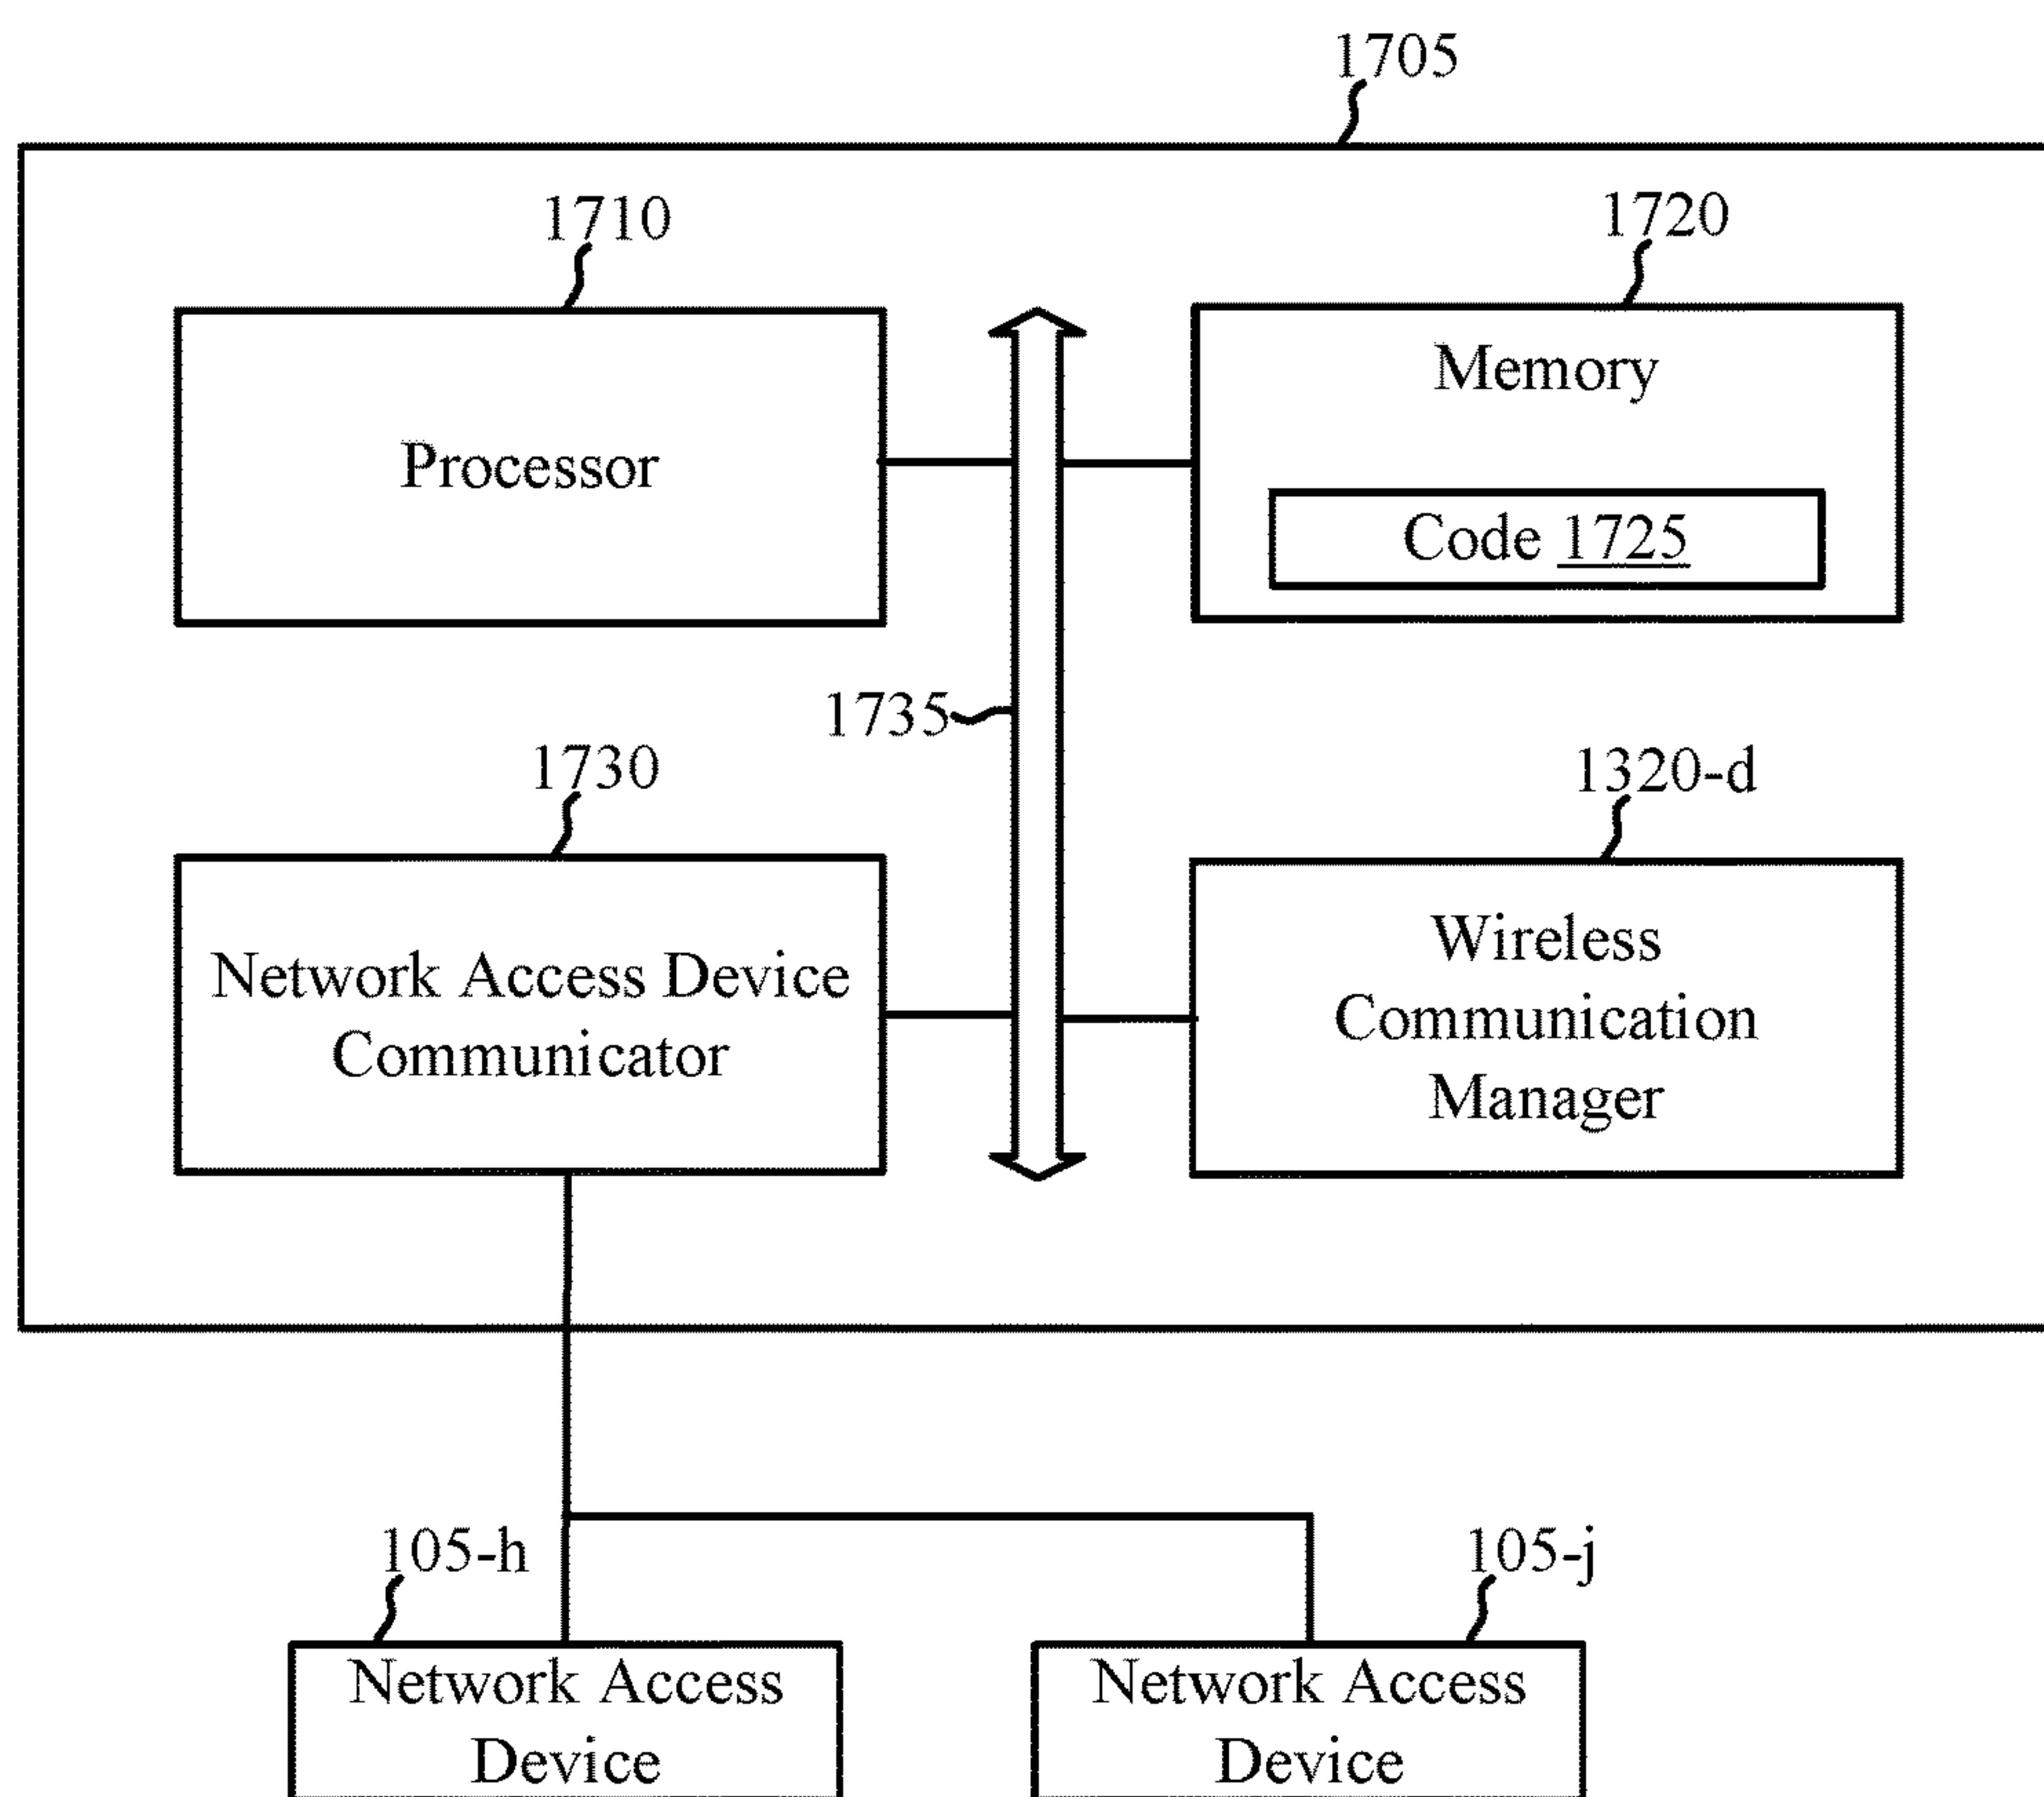 1705
1710
1720
Processor
Memory
Code 1725
1735
1730
1320-d
Network Access Device
Communicator
Wireless
Communication
Manager
105-h
105-j
Network Access
Device
Network Access
Device